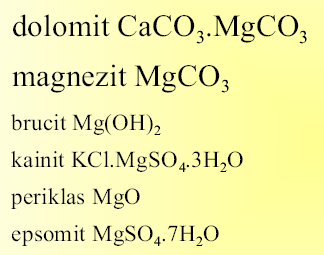 dolomit CaCO₃.MgCO₃
magnezit MgCO₃
brucit Mg(OH)₂
kainit KCl.MgSO₄.3H₂O
periklas MgO
epsomit MgSO₄.7H₂O